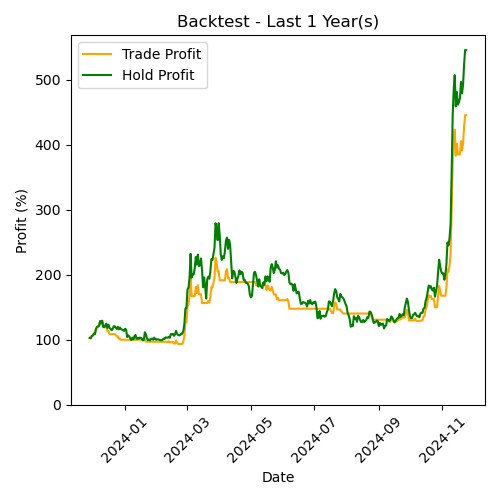 Backtest - Last 1 Year(s)
Trade Profit
Hold Profit
Profit (%)
500
400
300
200
100
0
2024-01
2024-03
2024-05
2024-07
2024-09
2024-11
Date